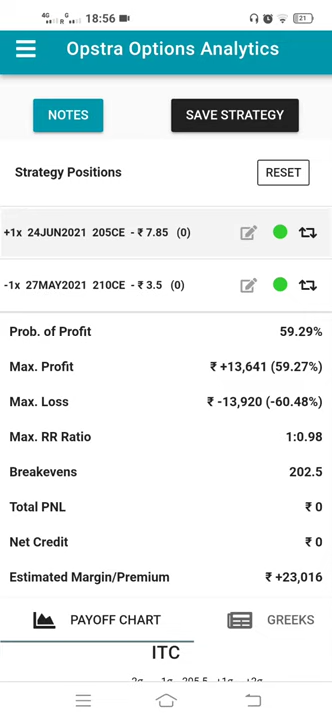 4G G R 18:56 21
Opstra Options Analytics
NOTES SAVE STRATEGY
Strategy Positions RESET
+1x 24JUN2021 205CE - ₹ 7.85 (0)
-1x 27MAY2021 210CE - ₹ 3.5 (0)
Prob. of Profit 59.29%
Max. Profit ₹ +13,641 (59.27%)
Max. Loss ₹ -13,920 (-60.48%)
Max. RR Ratio 1:0.98
Breakevens 202.5
Total PNL ₹ 0
Net Credit ₹ 0
Estimated Margin/Premium ₹ +23,016
PAYOFF CHART GREEKS
ITC